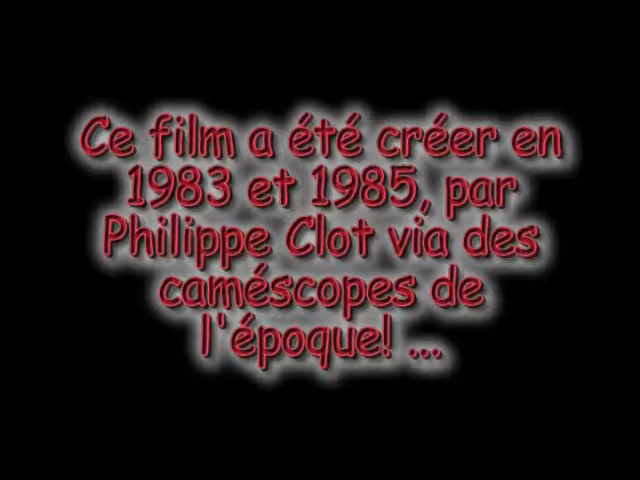 Ce film a été créer en
1983 et 1985, par
Philippe Clot via des
caméscopes de
l'époque! ...